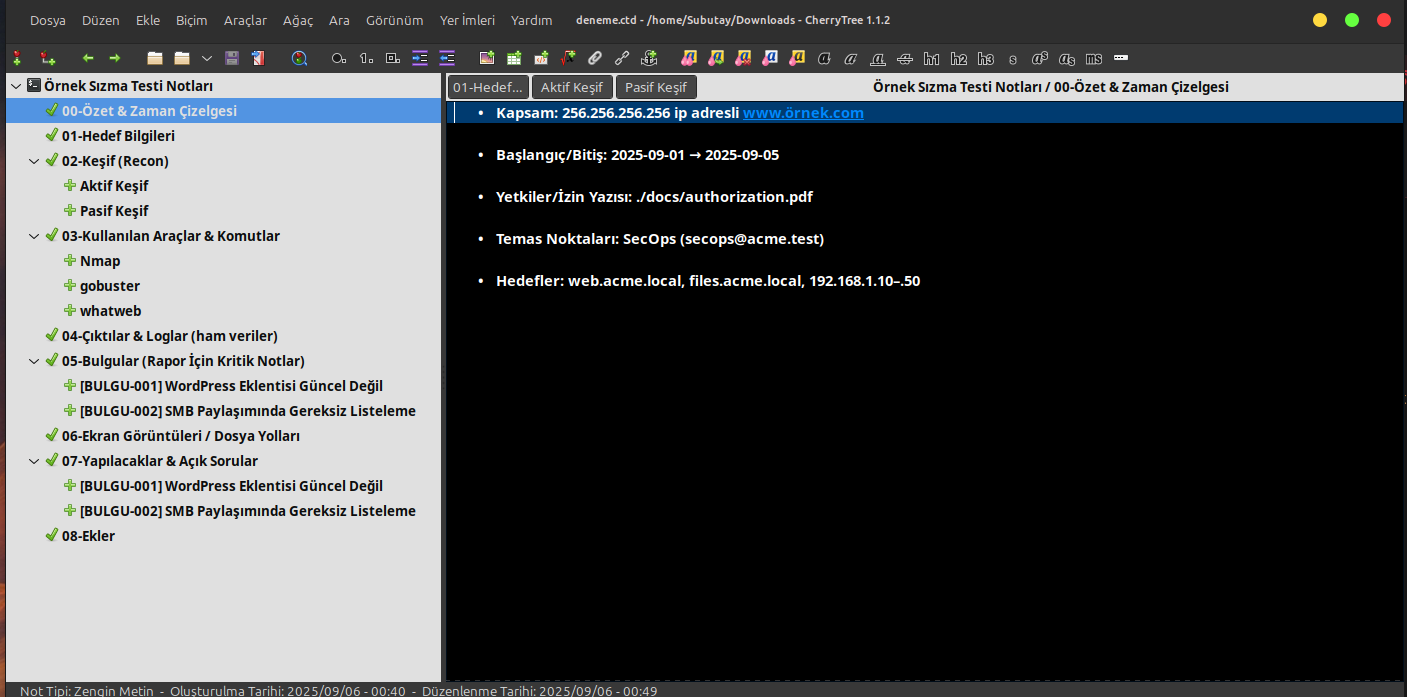 Dosya Düzen Ekle Biçim Araçlar Ağaç Ara Görünüm Yer İmleri Yardım deneme.ctd - /home/Subutay/Downloads - CherryTree 1.1.2
1. h1 h2 h3 s a^s a_s ms
Örnek Sızma Testi Notları
00-Özet & Zaman Çizelgesi
01-Hedef Bilgileri
02-Keşif (Recon)
Aktif Keşif
Pasif Keşif
03-Kullanılan Araçlar & Komutlar
Nmap
gobuster
whatweb
04-Çıktılar & Loglar (ham veriler)
05-Bulgular (Rapor İçin Kritik Notlar)
[BULGU-001] WordPress Eklentisi Güncel Değil
[BULGU-002] SMB Paylaşımında Gereksiz Listeleme
06-Ekran Görüntüleri / Dosya Yolları
07-Yapılacaklar & Açık Sorular
[BULGU-001] WordPress Eklentisi Güncel Değil
[BULGU-002] SMB Paylaşımında Gereksiz Listeleme
08-Ekler
01-Hedef... Aktif Keşif Pasif Keşif Örnek Sızma Testi Notları / 00-Özet & Zaman Çizelgesi
• Kapsam: 256.256.256.256 ip adresli www.örnek.com
• Başlangıç/Bitiş: 2025-09-01 → 2025-09-05
• Yetkiler/İzin Yazısı: ./docs/authorization.pdf
• Temas Noktaları: SecOps (secops@acme.test)
• Hedefler: web.acme.local, files.acme.local, 192.168.1.10–.50
Not Tipi: Zengin Metin - Oluşturulma Tarihi: 2025/09/06 - 00:40 - Düzenlenme Tarihi: 2025/09/06 - 00:49